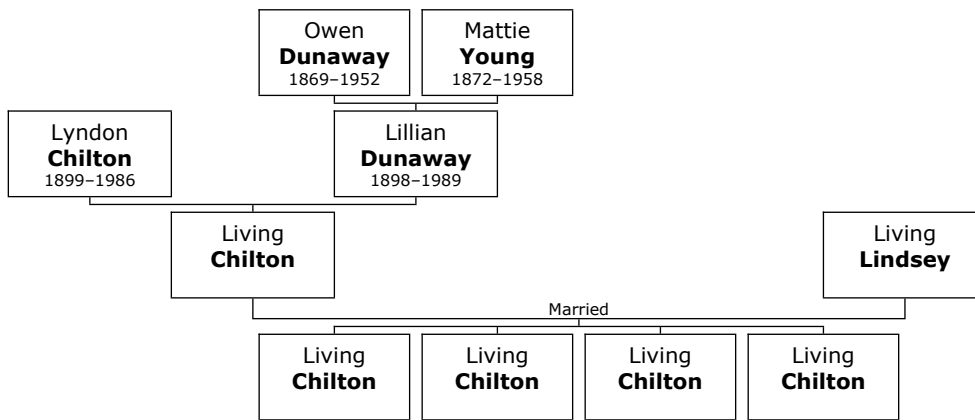 Owen
Dunaway
1869–1952
Mattie
Young
1872–1958
Lyndon
Chilton
1899–1986
Lillian
Dunaway
1898–1989
Living
Chilton
Living
Lindsey
Married
Living
Chilton
Living
Chilton
Living
Chilton
Living
Chilton